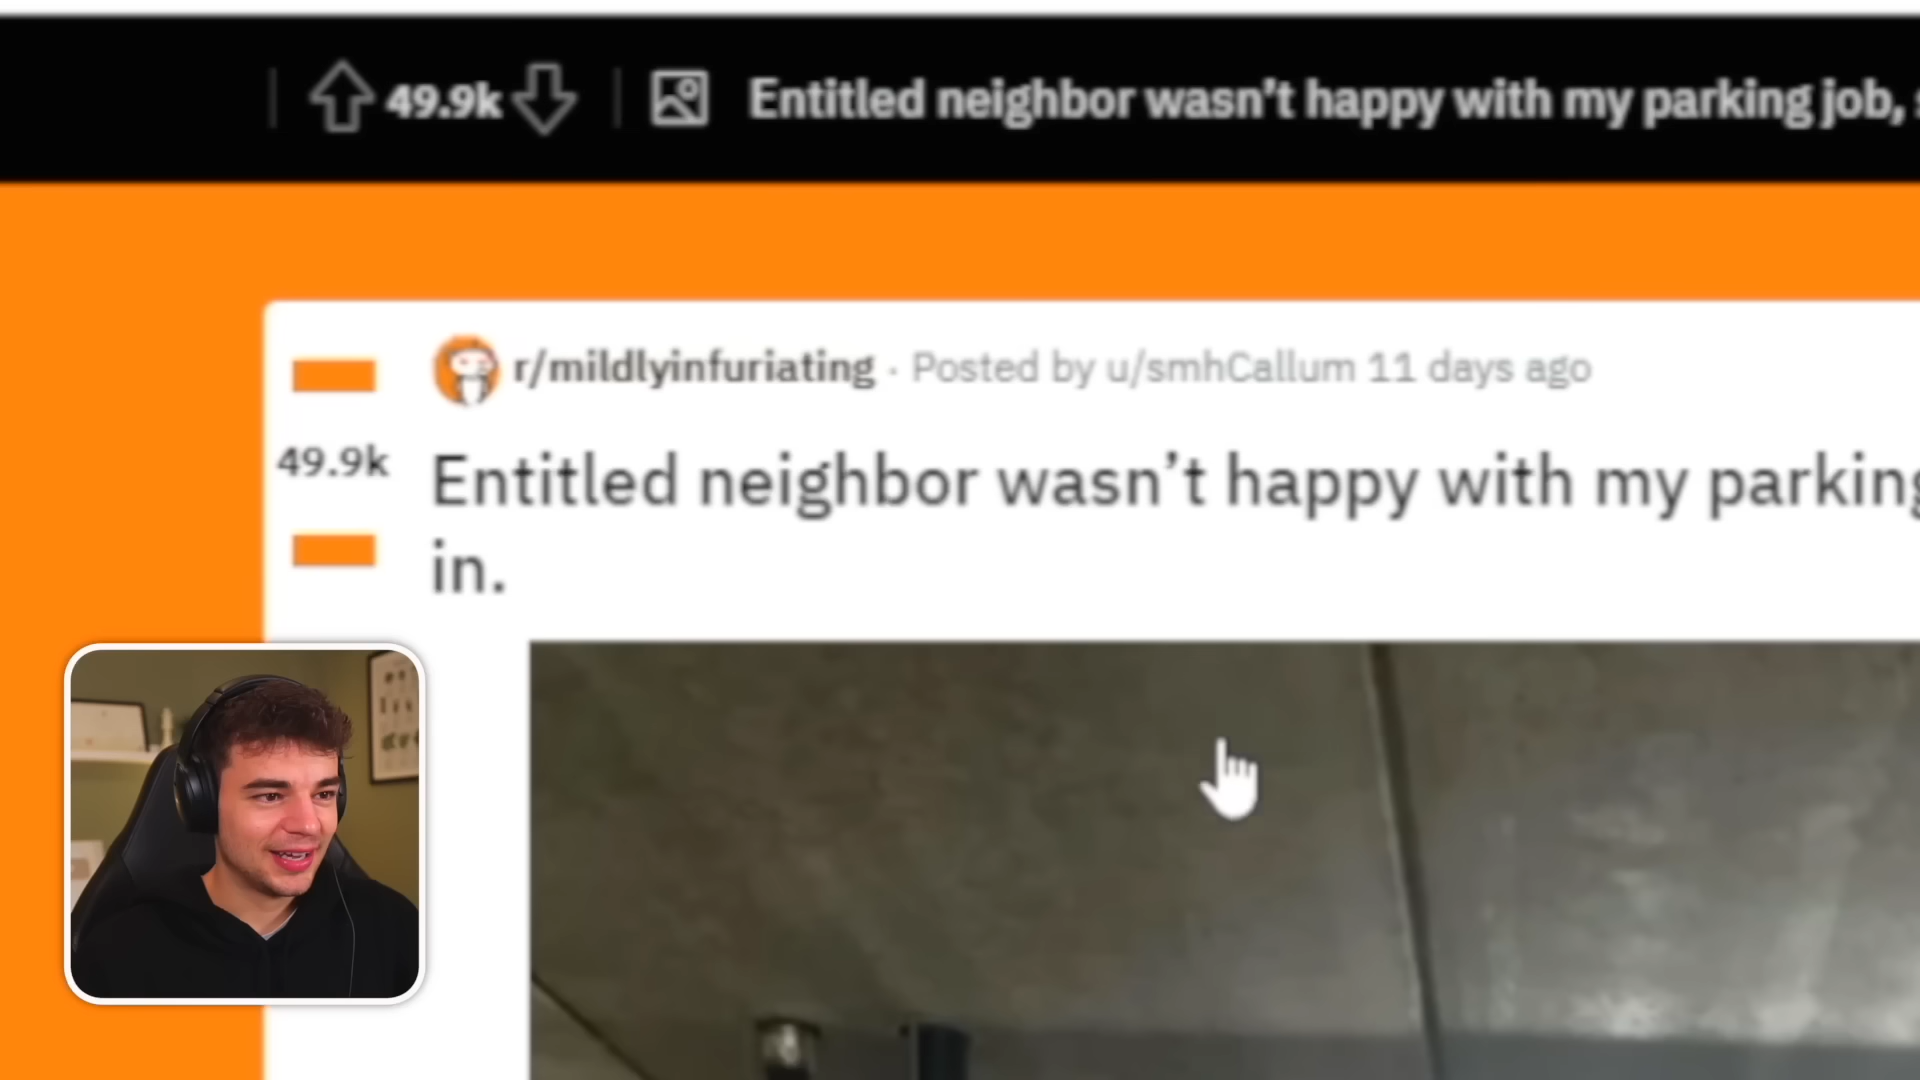 49.9k Entitled neighbor wasn't happy with my parking job,
r/mildlyinfuriating · Posted by u/smhCallum 11 days ago
49.9k
Entitled neighbor wasn't happy with my parking
in.